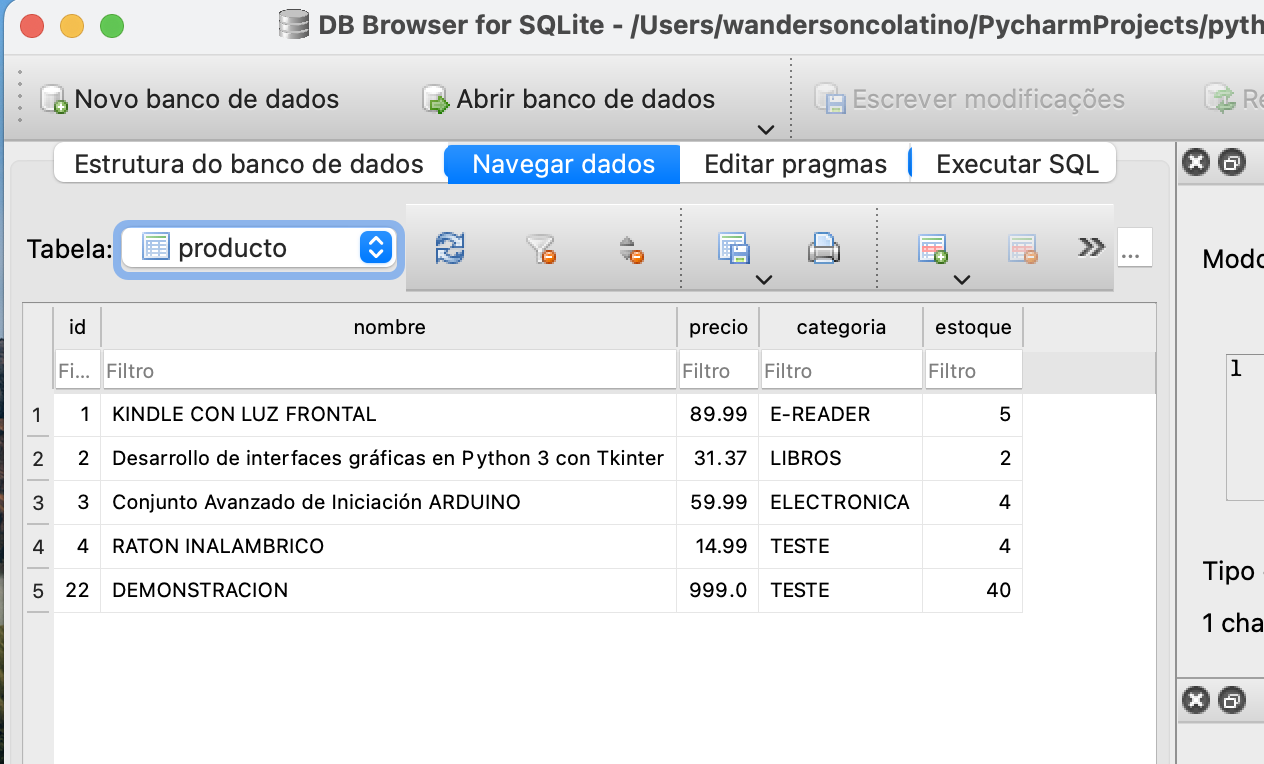 DB Browser for SQLite - /Users/wandersoncolatino/PycharmProjects/pyth
Novo banco de dados Abrir banco de dados Escrever modificações Re
Estrutura do banco de dados Navegar dados Editar pragmas Executar SQL
Tabela: producto ...
Modo
id nombre precio categoria estoque
Fi... Filtro Filtro Filtro Filtro
1
1 1 KINDLE CON LUZ FRONTAL 89.99 E-READER 5
2 2 Desarrollo de interfaces gráficas en Python 3 con Tkinter 31.37 LIBROS 2
3 3 Conjunto Avanzado de Iniciación ARDUINO 59.99 ELECTRONICA 4
4 4 RATON INALAMBRICO 14.99 TESTE 4
Tipo
5 22 DEMONSTRACION 999.0 TESTE 40
1 cha